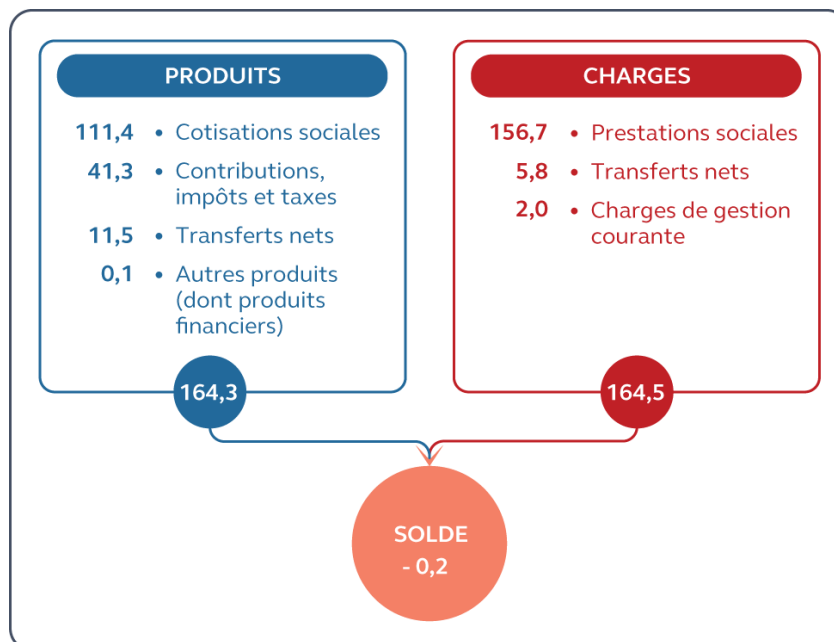 PRODUITS
111,4 • Cotisations sociales
41,3 • Contributions,
impôts et taxes
11,5 • Transferts nets
0,1 • Autres produits
(dont produits
financiers)
164,3
CHARGES
156,7 • Prestations sociales
5,8 • Transferts nets
2,0 • Charges de gestion
courante
164,5
SOLDE
- 0,2